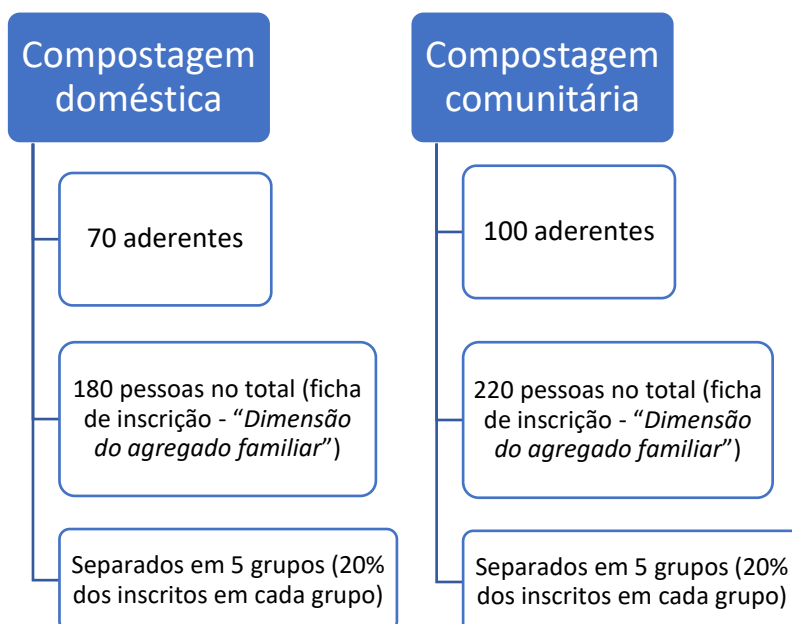 Compostagem
doméstica
70 aderentes
180 pessoas no total (ficha
de inscrição - “Dimensão
do agregado familiar”)
Separados em 5 grupos (20%
dos inscritos em cada grupo)
Compostagem
comunitária
100 aderentes
220 pessoas no total (ficha
de inscrição - “Dimensão
do agregado familiar”)
Separados em 5 grupos (20%
dos inscritos em cada grupo)